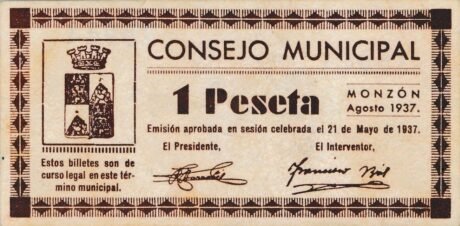 CONSEJO MUNICIPAL
1 Peseta
MONZÓN
Agosto 1937.
Emisión aprobada en sesión celebrada el 21 de Mayo de 1937.
El Presidente, El Interventor,
Estos billetes son de
curso legal en este tér-
mino municipal.